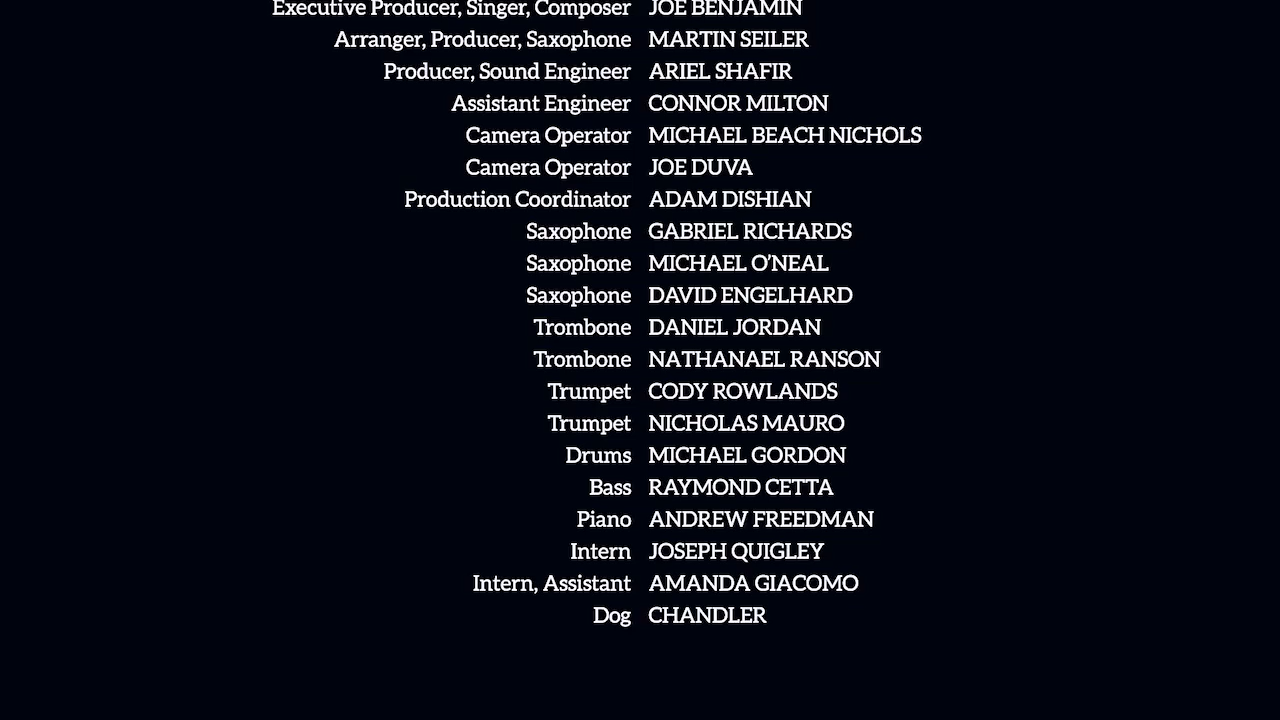 Executive Producer, Singer, Composer JOE BENJAMIN
Arranger, Producer, Saxophone MARTIN SEILER
Producer, Sound Engineer ARIEL SHAFIR
Assistant Engineer CONNOR MILTON
Camera Operator MICHAEL BEACH NICHOLS
Camera Operator JOE DUVA
Production Coordinator ADAM DISHIAN
Saxophone GABRIEL RICHARDS
Saxophone MICHAEL O'NEAL
Saxophone DAVID ENGELHARD
Trombone DANIEL JORDAN
Trombone NATHANAEL RANSON
Trumpet CODY ROWLANDS
Trumpet NICHOLAS MAURO
Drums MICHAEL GORDON
Bass RAYMOND CETTA
Piano ANDREW FREEDMAN
Intern JOSEPH QUIGLEY
Intern, Assistant AMANDA GIACOMO
Dog CHANDLER